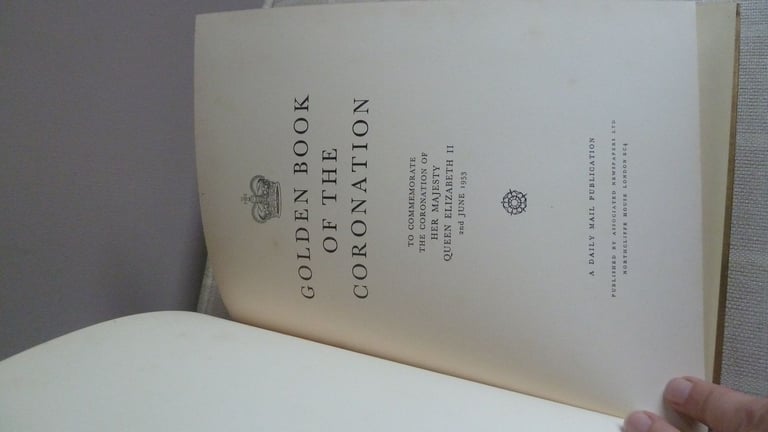 GOLDEN BOOK
OF THE
CORONATION
TO COMMEMORATE
THE CORONATION OF
HER MAJESTY
QUEEN ELIZABETH II
2nd JUNE 1953
A DAILY MAIL PUBLICATION
PUBLISHED BY ASSOCIATED NEWSPAPERS LTD
NORTHCLIFFE HOUSE LONDON EC4